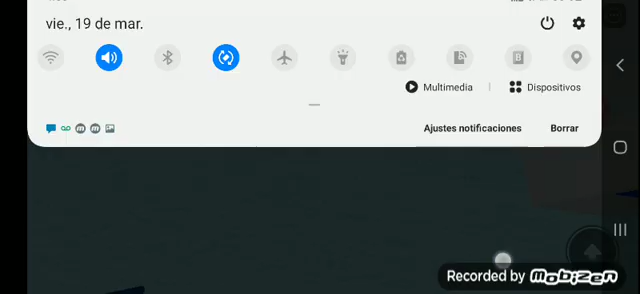 vie., 19 de mar.
Multimedia
Dispositivos
Ajustes notificaciones
Borrar
Recorded by mobizen